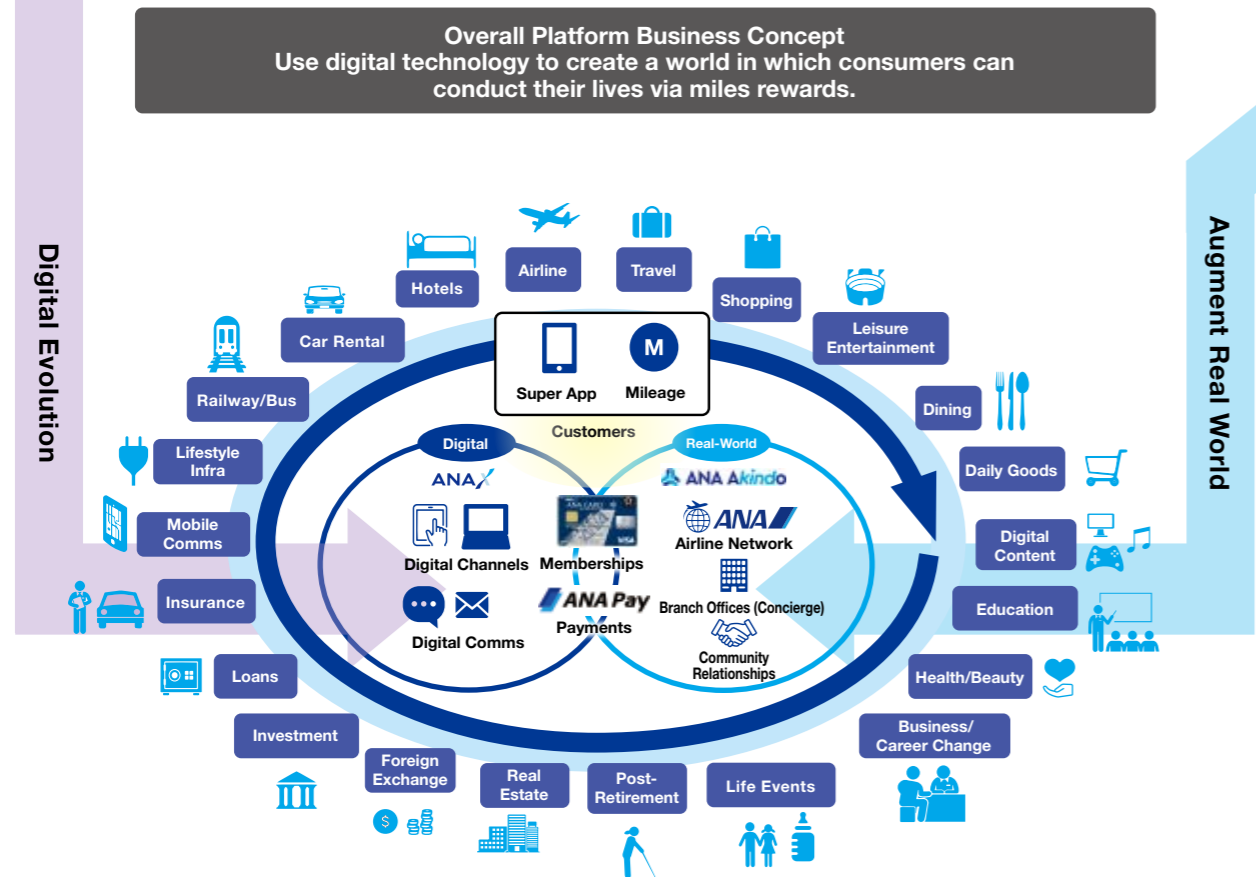 Overall Platform Business Concept
Use digital technology to create a world in which consumers can
conduct their lives via miles rewards.
Digital Evolution
Augment Real World
Airline
Travel
Hotels
Shopping
Car Rental
Leisure
Entertainment
Railway/Bus
Dining
Lifestyle
Infra
Daily Goods
Mobile
Comms
Digital
Content
Insurance
Education
Loans
Health/Beauty
Investment
Business/
Career Change
Foreign
Exchange
Real
Estate
Post-
Retirement
Life Events
$
M
Super App
Mileage
Customers
Digital
Real-World
ANA X
ANA Akindo
ANA CARD
VISA
ANA
Airline Network
Digital Channels
Memberships
Branch Offices (Concierge)
ANA Pay
Payments
Digital Comms
Community
Relationships